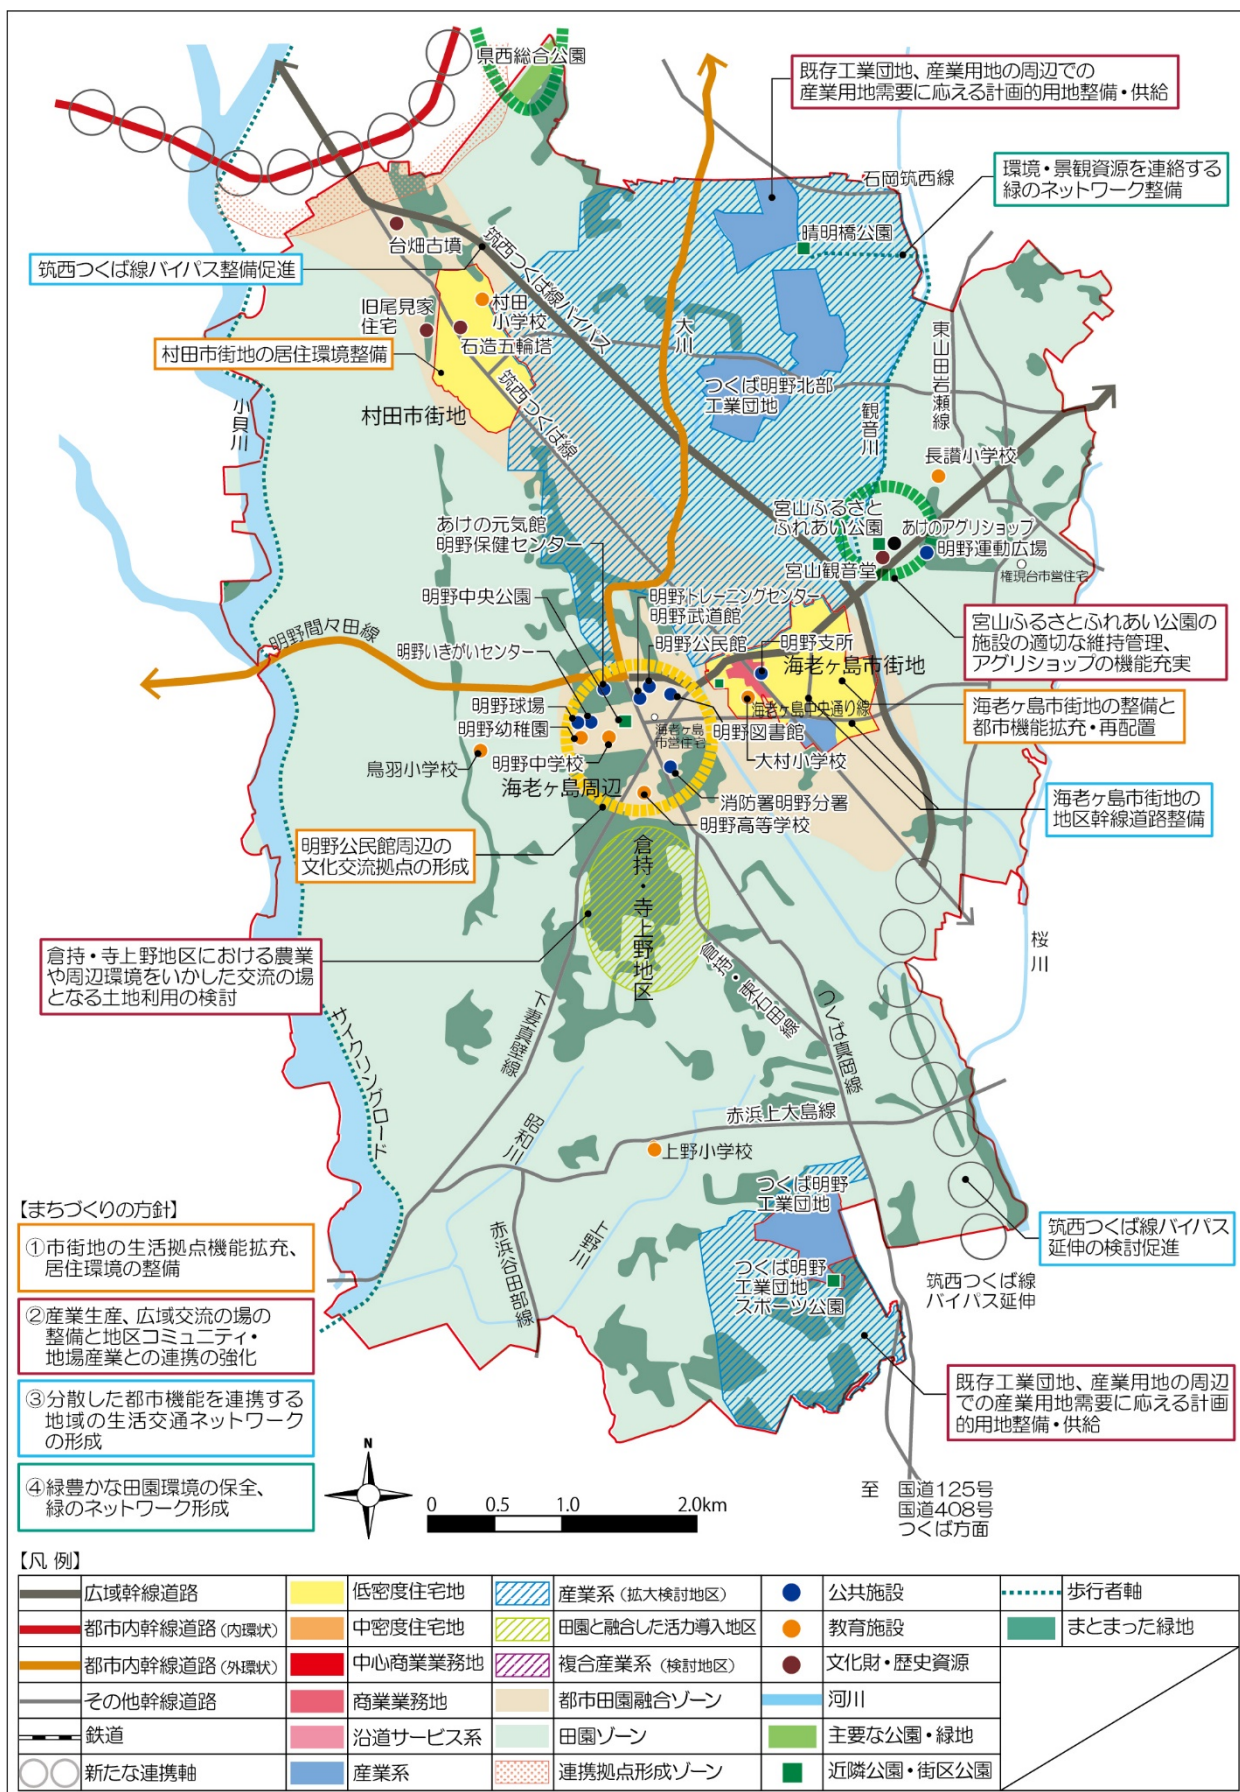 県西総合公園
既存工業団地、産業用地の周辺での
産業用地需要に応える計画的用地整備・供給
石岡筑西線
環境・景観資源を連絡する
緑のネットワーク整備
晴明橋公園
台畑古墳
筑西つくば線バイパス整備促進
筑西つくば線バイパス
旧尾見家
住宅
村田
小学校
石造五輪塔
大川
東山田岩瀬線
村田市街地の居住環境整備
筑西つくば線
つくば明野北部
工業団地
観音川
小貝川
村田市街地
長讃小学校
宮山ふるさと
ふれあい公園
あけのアグリショップ
明野運動広場
あけの元気館
明野保健センター
宮山観音堂
権現台市営住宅
明野中央公園
明野トレーニングセンター
明野武道館
宮山ふるさとふれあい公園の
施設の適切な維持管理、
アグリショップの機能充実
明野間々田線
明野いきがいセンター
明野公民館
明野支所
海老ヶ島市街地
明野球場
海老ヶ島中央通り線
海老ヶ島市街地の整備と
都市機能拡充・再配置
明野幼稚園
海老ヶ島
市営住宅
明野図書館
鳥羽小学校
明野中学校
大村小学校
海老ヶ島周辺
消防署明野分署
海老ヶ島市街地の
地区幹線道路整備
明野高等学校
明野公民館周辺の
文化交流拠点の形成
倉持・寺上野地区
桜川
倉持・寺上野地区における農業
や周辺環境をいかした交流の場
となる土地利用の検討
倉持・東石田線
つくば真岡線
下妻真壁線
サイクリングロード
赤浜上大島線
昭和川
上野小学校
つくば明野
工業団地
【まちづくりの方針】
①市街地の生活拠点機能拡充、
居住環境の整備
赤浜谷田部線
上野川
筑西つくば線バイパス
延伸の検討促進
つくば明野
工業団地
スポーツ公園
筑西つくば線
バイパス延伸
②産業生産、広域交流の場の
整備と地区コミュニティ・
地場産業との連携の強化
既存工業団地、産業用地の周辺
での産業用地需要に応える計画
的用地整備・供給
③分散した都市機能を連携する
地域の生活交通ネットワーク
の形成
④緑豊かな田園環境の保全、
緑のネットワーク形成
N
0 0.5 1.0 2.0km
至 国道125号
国道408号
つくば方面
【凡 例】
広域幹線道路 低密度住宅地 産業系（拡大検討地区） 公共施設 歩行者軸
都市内幹線道路（内環状） 中密度住宅地 田園と融合した活力導入地区 教育施設 まとまった緑地
都市内幹線道路（外環状） 中心商業業務地 複合産業系（検討地区） 文化財・歴史資源
その他幹線道路 商業業務地 都市田園融合ゾーン 河川
鉄道 沿道サービス系 田園ゾーン 主要な公園・緑地
新たな連携軸 産業系 連携拠点形成ゾーン 近隣公園・街区公園